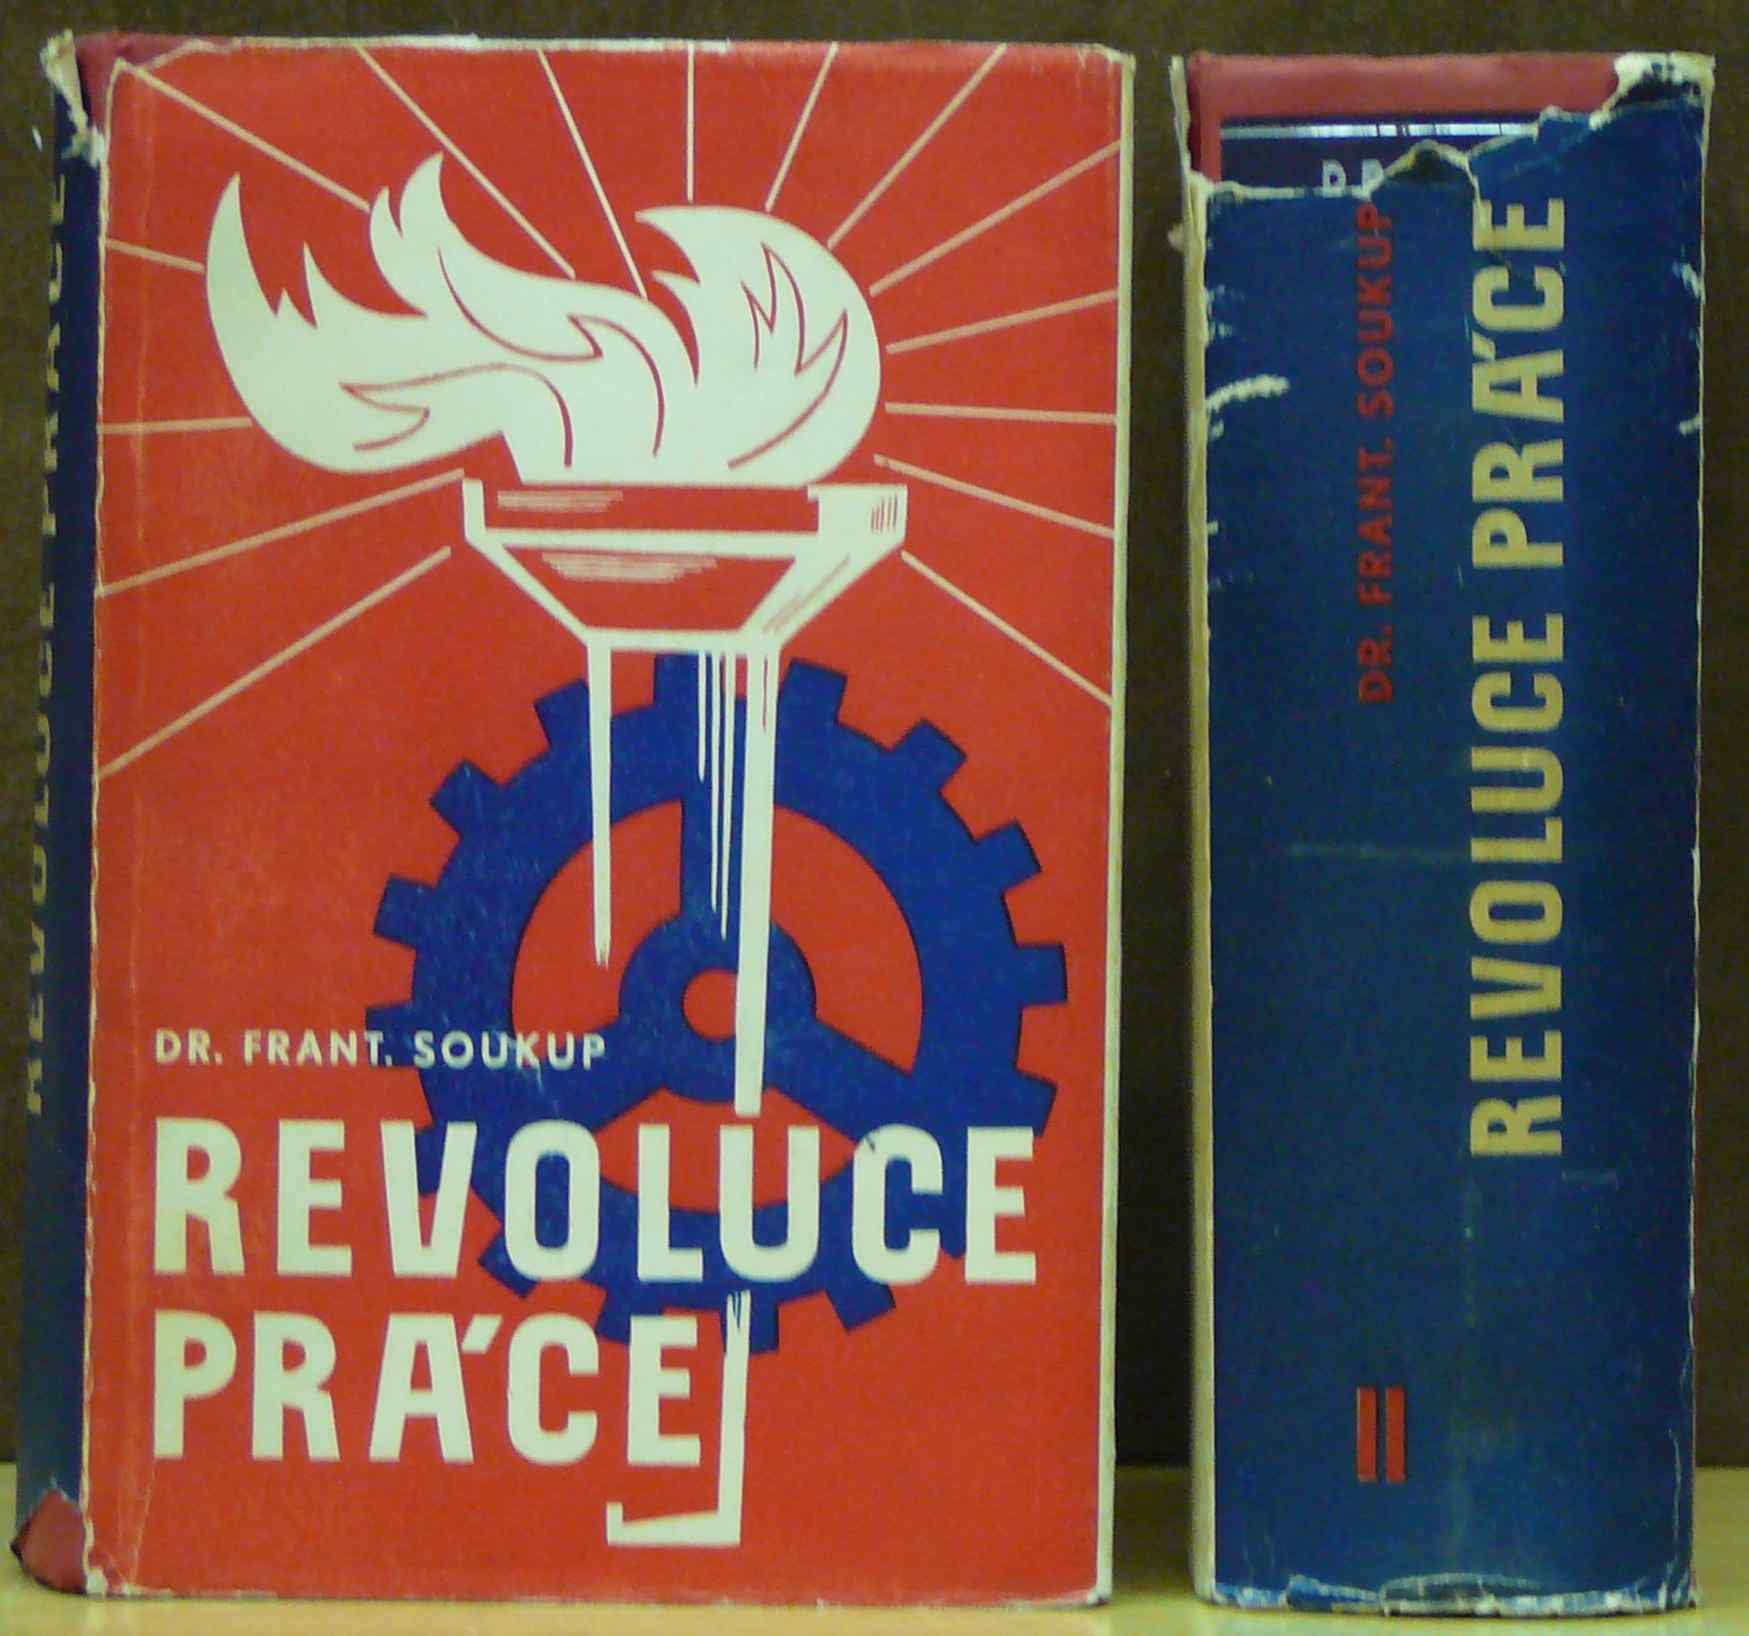 DR. FRANT. SOUKUP
REVOLUCE
PRÁCE
REVOLUCE PRÁCE
DR. FRANT. SOUKUP
REVOLUCE PRÁCE
II